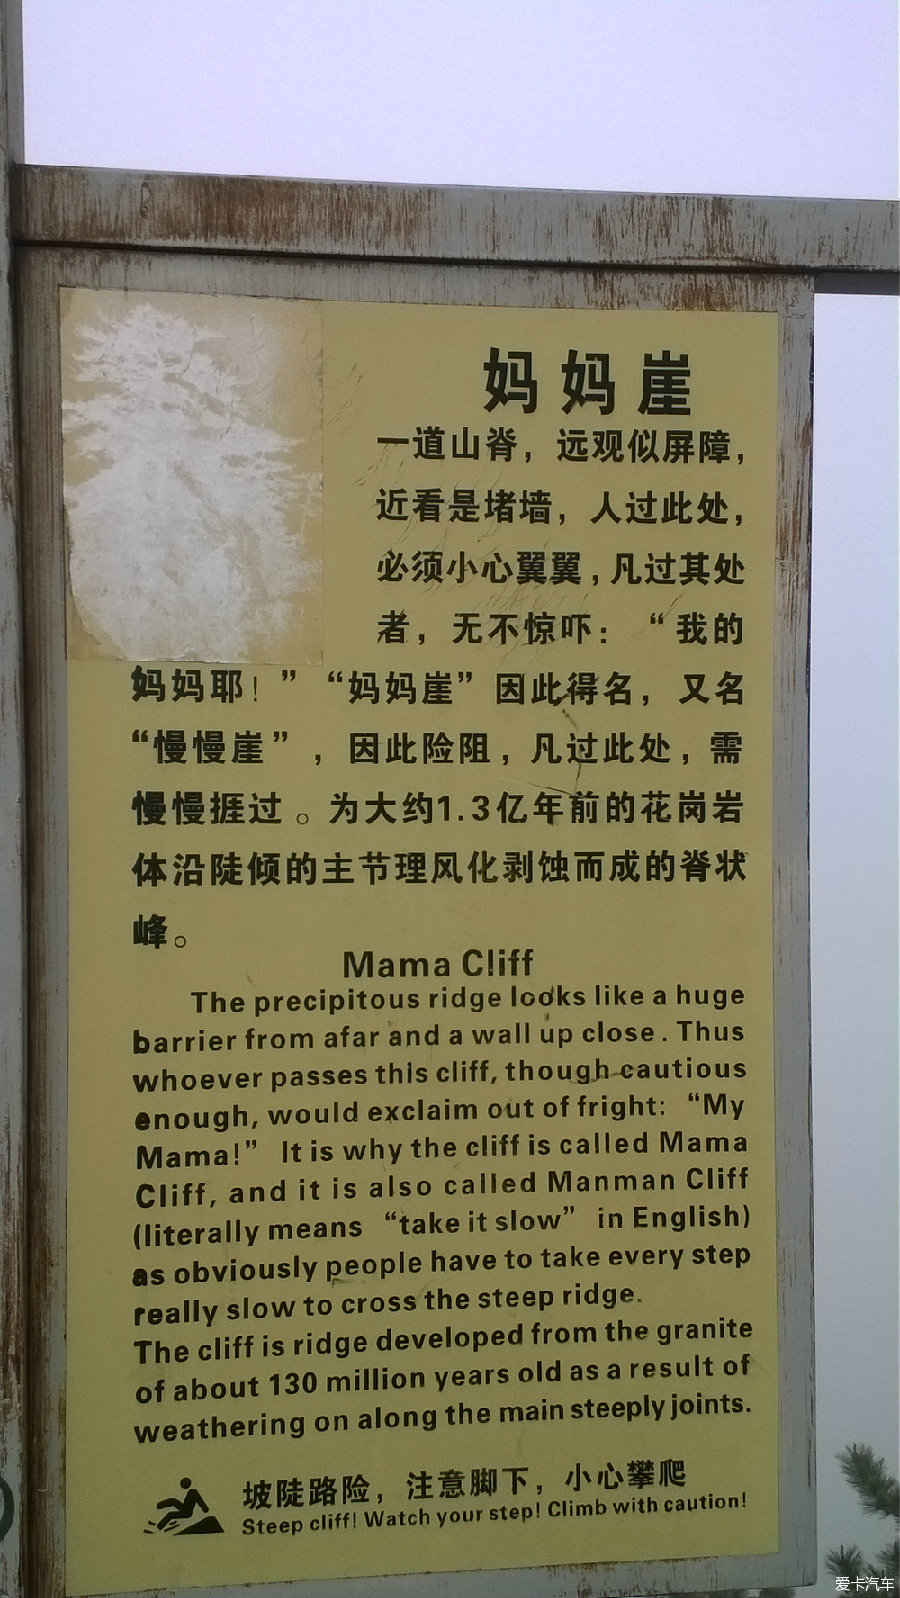 妈妈崖
一道山脊，远观似屏障，
近看是堵墙，人过此处，
必须小心翼翼，凡过其处
者，无不惊吓：“我的
妈妈耶！”“妈妈崖”因此得名，又名
“慢慢崖”，因此险阻，凡过此处，需
慢慢捱过。为大约1.3亿年前的花岗岩
体沿陡倾的主节理风化剥蚀而成的脊状
峰。
Mama Cliff
The precipitous ridge looks like a huge
barrier from afar and a wall up close. Thus
whoever passes this cliff, though cautious
enough, would exclaim out of fright: “My
Mama!” It is why the cliff is called Mama
Cliff, and it is also called Manman Cliff
(literally means “take it slow” in English)
as obviously people have to take every step
really slow to cross the steep ridge.
The cliff is ridge developed from the granite
of about 130 million years old as a result of
weathering on along the main steeply joints.
坡陡路险，注意脚下，小心攀爬
Steep cliff! Watch your step! Climb with caution!
爱卡汽车